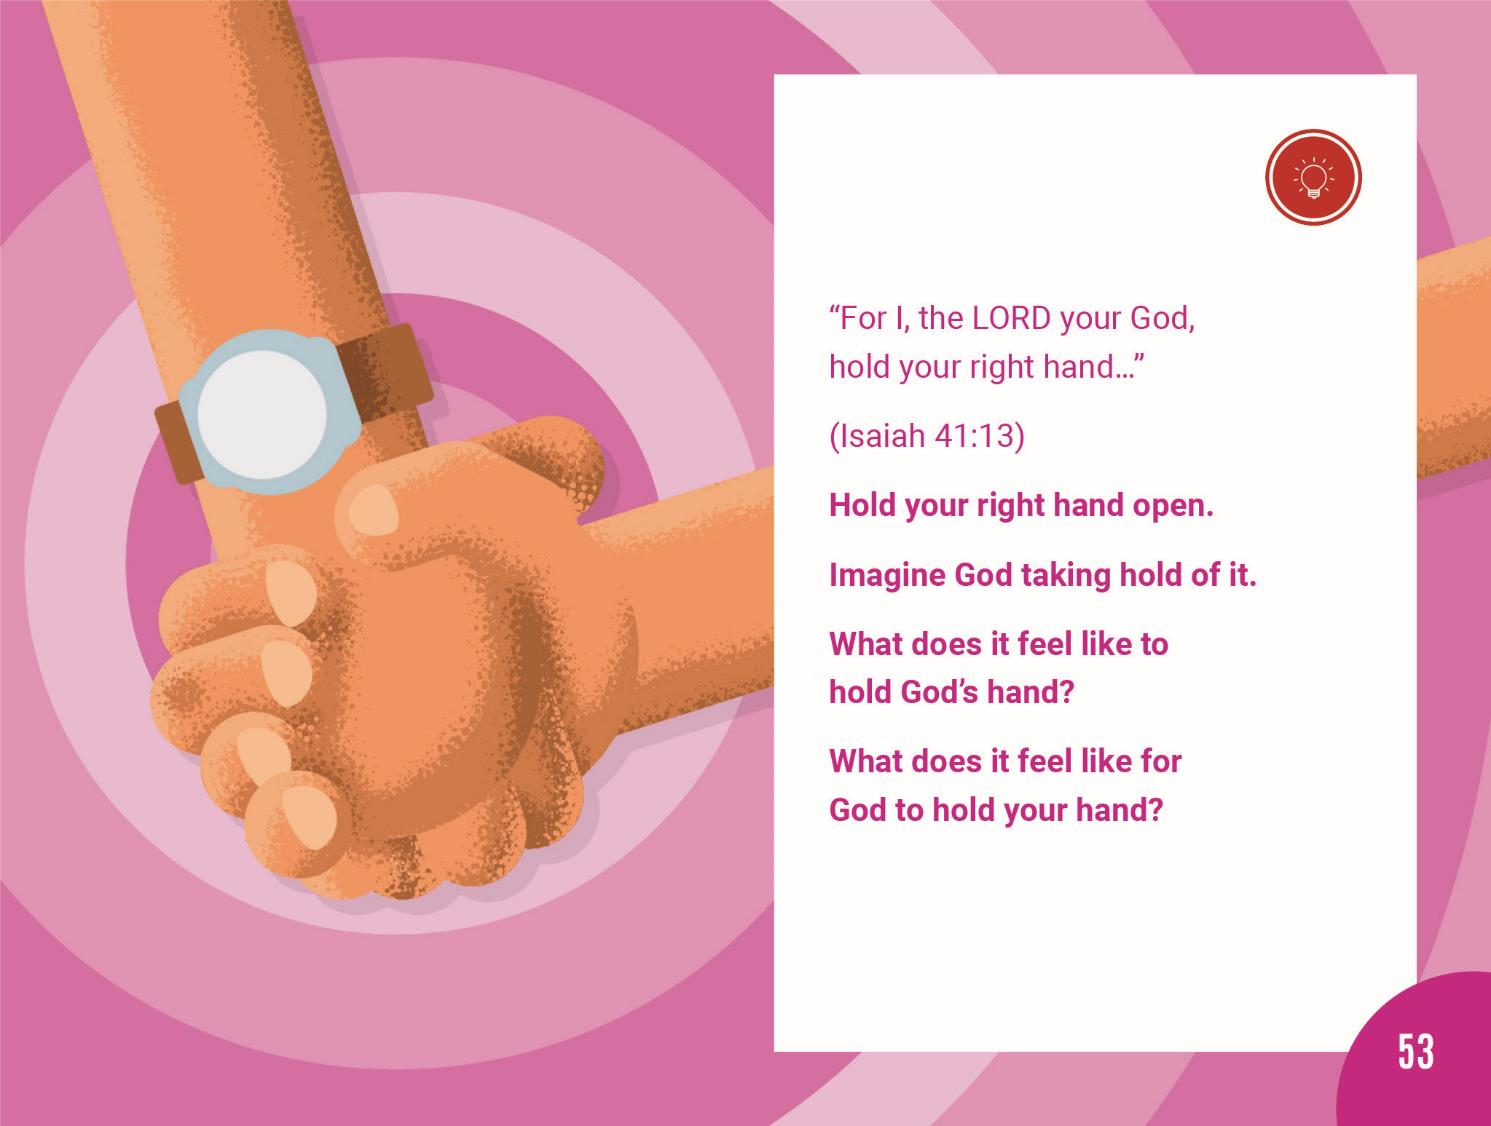 “For I, the LORD your God,
hold your right hand…”
(Isaiah 41:13)
Hold your right hand open.
Imagine God taking hold of it.
What does it feel like to
hold God’s hand?
What does it feel like for
God to hold your hand?
53